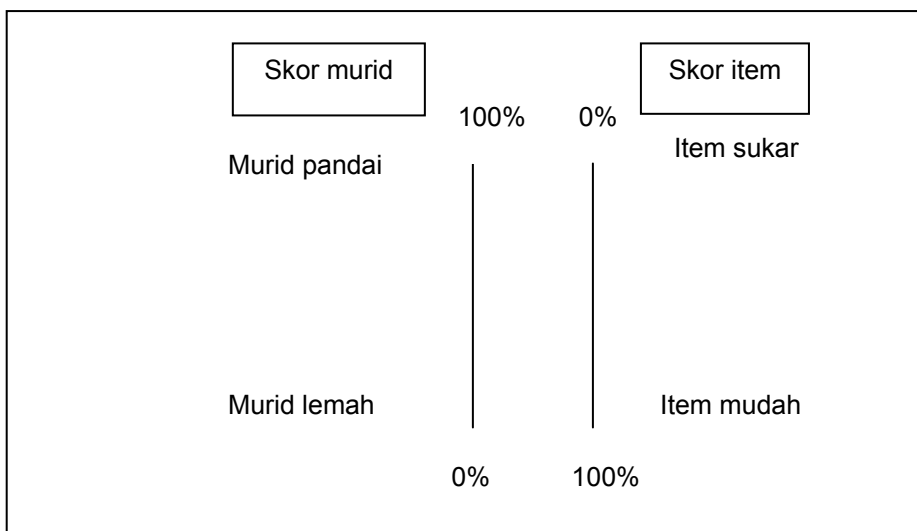 Skor murid
Skor item
100%
0%
Item sukar
Murid pandai
Murid lemah
Item mudah
0%
100%